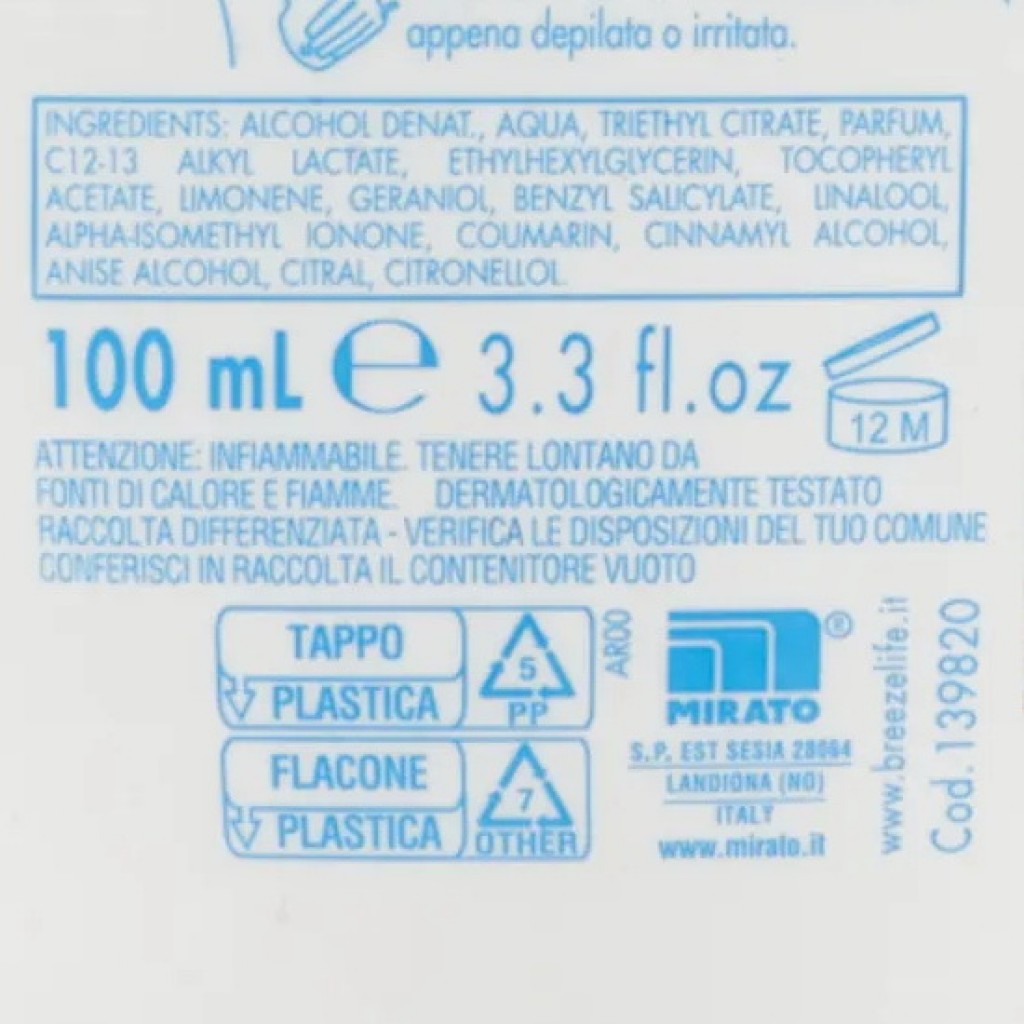 appena depilata o irritata.
INGREDIENTS: ALCOHOL DENAT., AQUA, TRIETHYL CITRATE, PARFUM,
C12-13 ALKYL LACTATE, ETHYLHEXYLGLYCERIN, TOCOPHERYL
ACETATE, LIMONENE, GERANIOL, BENZYL SALICYLATE, LINALOOL,
ALPHA-ISOMETHYL IONONE, COUMARIN, CINNAMYL ALCOHOL,
ANISE ALCOHOL, CITRAL, CITRONELLOL.
100 mL e 3.3 fl.oz
12 M
ATTENZIONE: INFIAMMABILE. TENERE LONTANO DA
FONTI DI CALORE E FIAMME. DERMATOLOGICAMENTE TESTATO
RACCOLTA DIFFERENZIATA - VERIFICA LE DISPOSIZIONI DEL TUO COMUNE
CONFERISCI IN RACCOLTA IL CONTENITORE VUOTO
TAPPO
PLASTICA
5
PP
FLACONE
PLASTICA
7
OTHER
AR00
MIRATO ®
S.P. EST SESIA 28064
LANDIONA (NO)
ITALY
www.mirato.it
www.breezelife.it
Cod. 139820